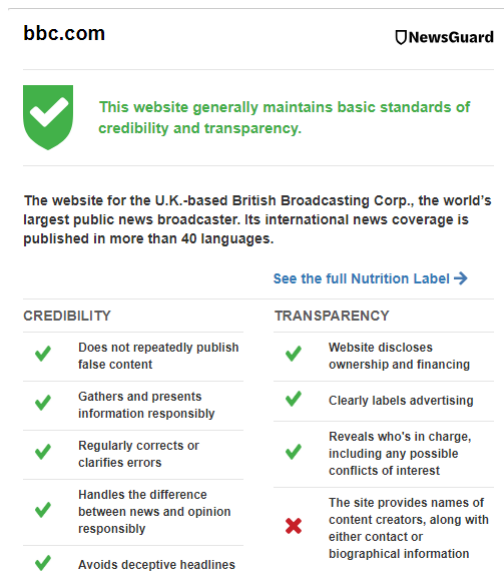 bbc.com
NewsGuard
This website generally maintains basic standards of
credibility and transparency.
The website for the U.K.-based British Broadcasting Corp., the world's
largest public news broadcaster. Its international news coverage is
published in more than 40 languages.
See the full Nutrition Label →
CREDIBILITY
Does not repeatedly publish
false content
Gathers and presents
information responsibly
Regularly corrects or
clarifies errors
Handles the difference
between news and opinion
responsibly
Avoids deceptive headlines
TRANSPARENCY
Website discloses
ownership and financing
Clearly labels advertising
Reveals who's in charge,
including any possible
conflicts of interest
The site provides names of
content creators, along with
either contact or
biographical information